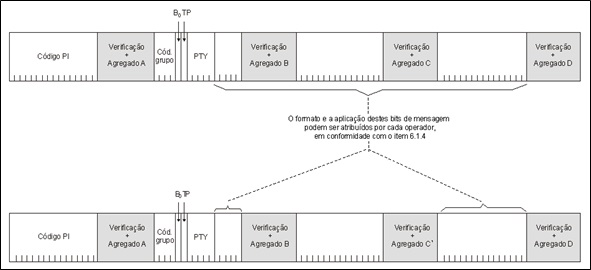 B₀ TP
Código PI
Verificação
+
Agregado A
Cód.
grupo
PTY
Verificação
+
Agregado B
Verificação
+
Agregado C
Verificação
+
Agregado D
O formato e a aplicação destes bits de mensagem
podem ser atribuídos por cada operador,
em conformidade com o item 6.1.4
B₀ TP
Código PI
Verificação
+
Agregado A
Cód.
grupo
PTY
Verificação
+
Agregado B
Verificação
+
Agregado C'
Verificação
+
Agregado D